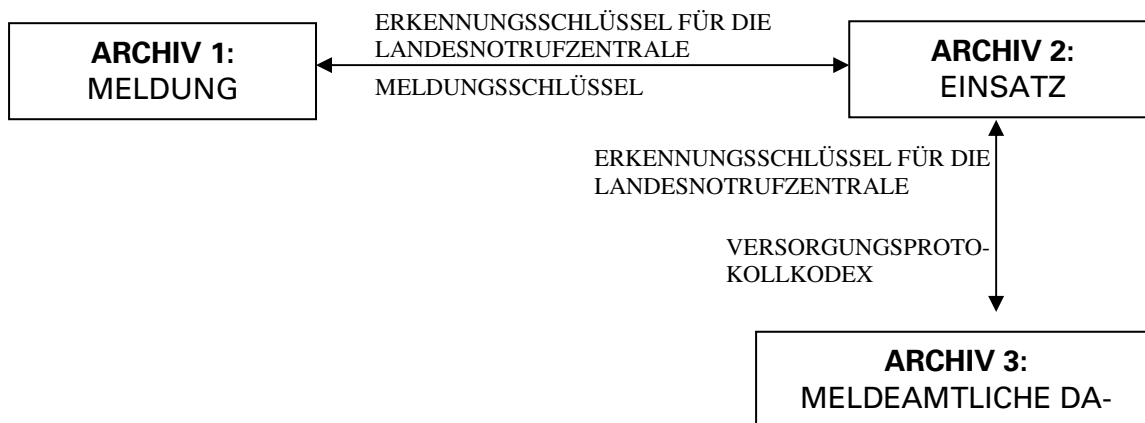 ARCHIV 1:
MELDUNG
ERKENNUNGSSCHLÜSSEL FÜR DIE
LANDESNOTRUFZENTRALE
MELDUNGSSCHLÜSSEL
ARCHIV 2:
EINSATZ
ERKENNUNGSSCHLÜSSEL FÜR DIE
LANDESNOTRUFZENTRALE
VERSORGUNGSPROTO-
KOLLKODEX
ARCHIV 3:
MELDEAMTLICHE DA-